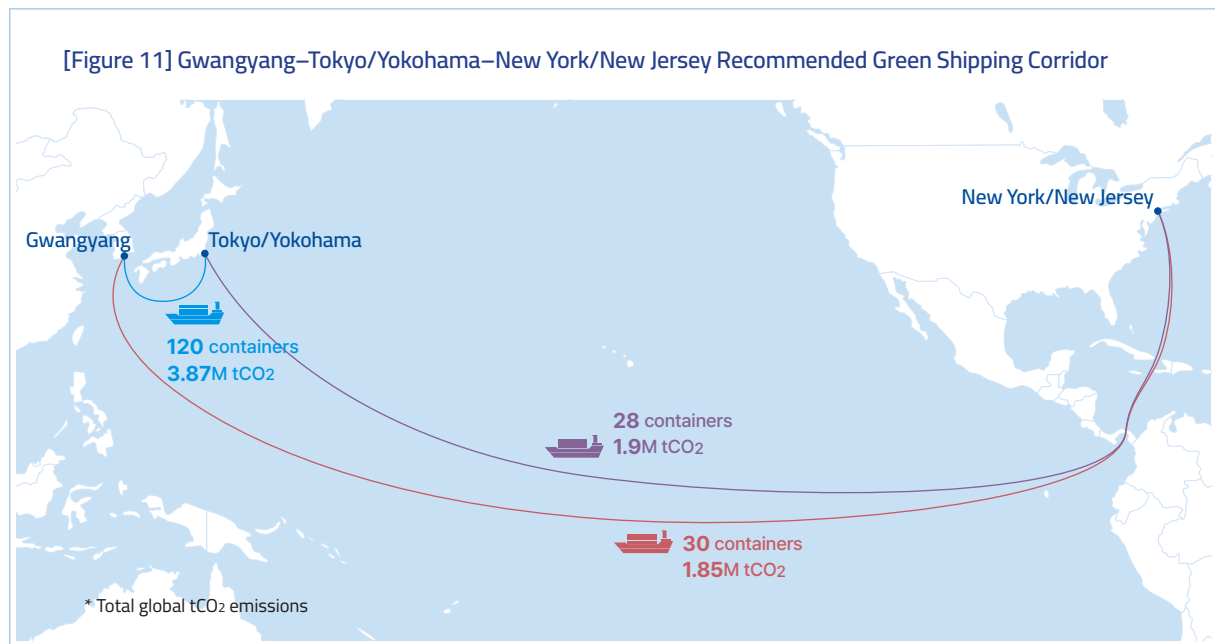 [Figure 11] Gwangyang–Tokyo/Yokohama–New York/New Jersey Recommended Green Shipping Corridor
New York/New Jersey
Gwangyang
Tokyo/Yokohama
120 containers
3.87M tCO2
28 containers
1.9M tCO2
30 containers
1.85M tCO2
* Total global tCO2 emissions